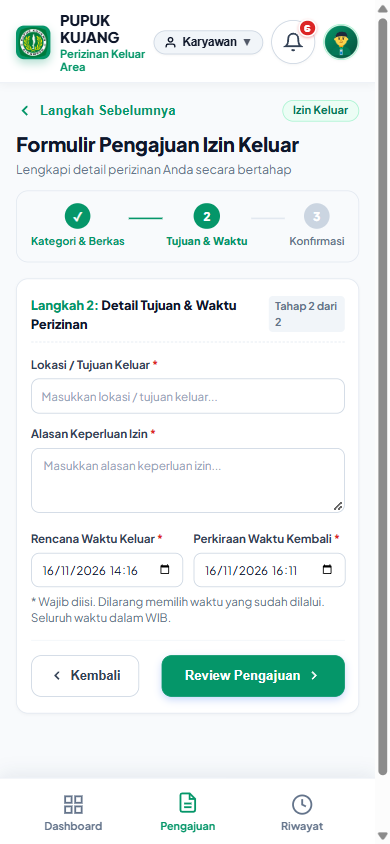 PUPUK
KUJANG
Perizinan Keluar
Area
Karyawan ▼
6
Langkah Sebelumnya
Izin Keluar
Formulir Pengajuan Izin Keluar
Lengkapi detail perizinan Anda secara bertahap
✓
2
3
Kategori & Berkas
Tujuan & Waktu
Konfirmasi
Langkah 2: Detail Tujuan & Waktu
Perizinan
Tahap 2 dari
2
Lokasi / Tujuan Keluar *
Masukkan lokasi / tujuan keluar...
Alasan Keperluan Izin *
Masukkan alasan keperluan izin...
Rencana Waktu Keluar *
Perkiraan Waktu Kembali *
16/11/2026 14:16
16/11/2026 16:11
* Wajib diisi. Dilarang memilih waktu yang sudah dilalui.
Seluruh waktu dalam WIB.
Kembali
Review Pengajuan
Dashboard
Pengajuan
Riwayat